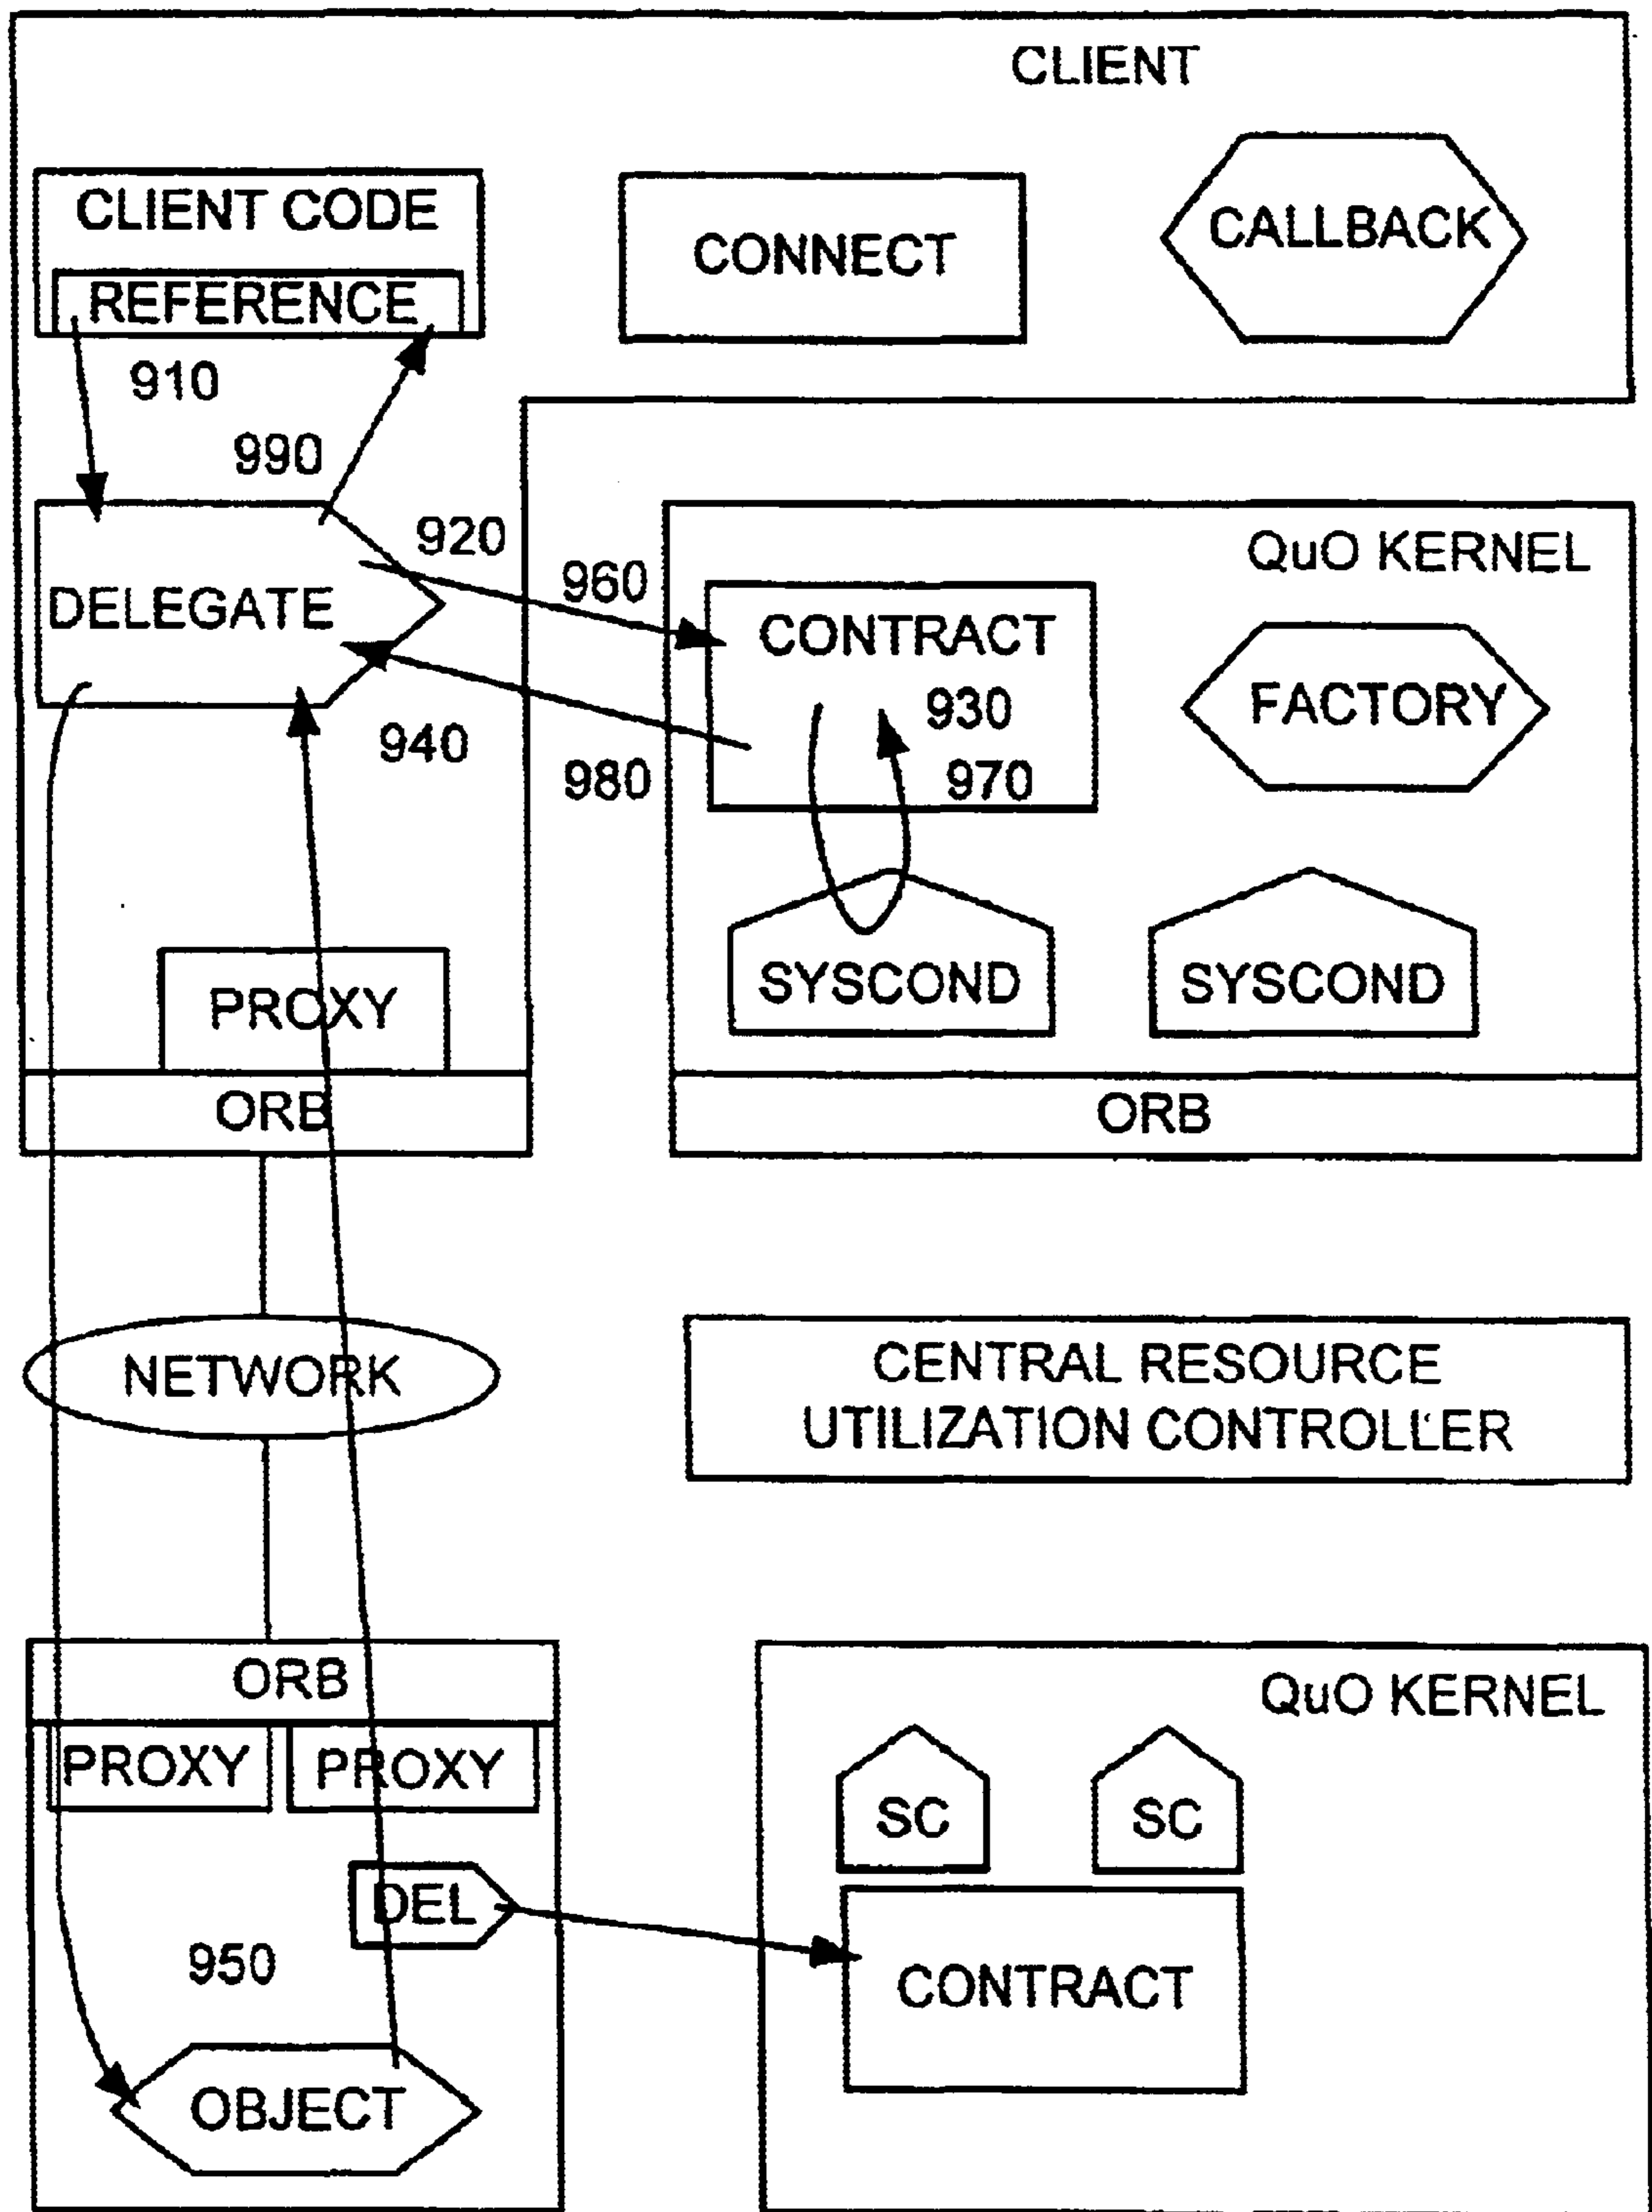 CLIENT
CLIENT CODE
REFERENCE
CONNECT
CALLBACK
910
990
920
960
DELEGATE
940
980
QuO KERNEL
CONTRACT
930
970
FACTORY
SYSCOND
SYSCOND
PROXY
ORB
ORB
NETWORK
CENTRAL RESOURCE
UTILIZATION CONTROLLER
ORB
PROXY
PROXY
DEL
950
OBJECT
QuO KERNEL
SC
SC
CONTRACT